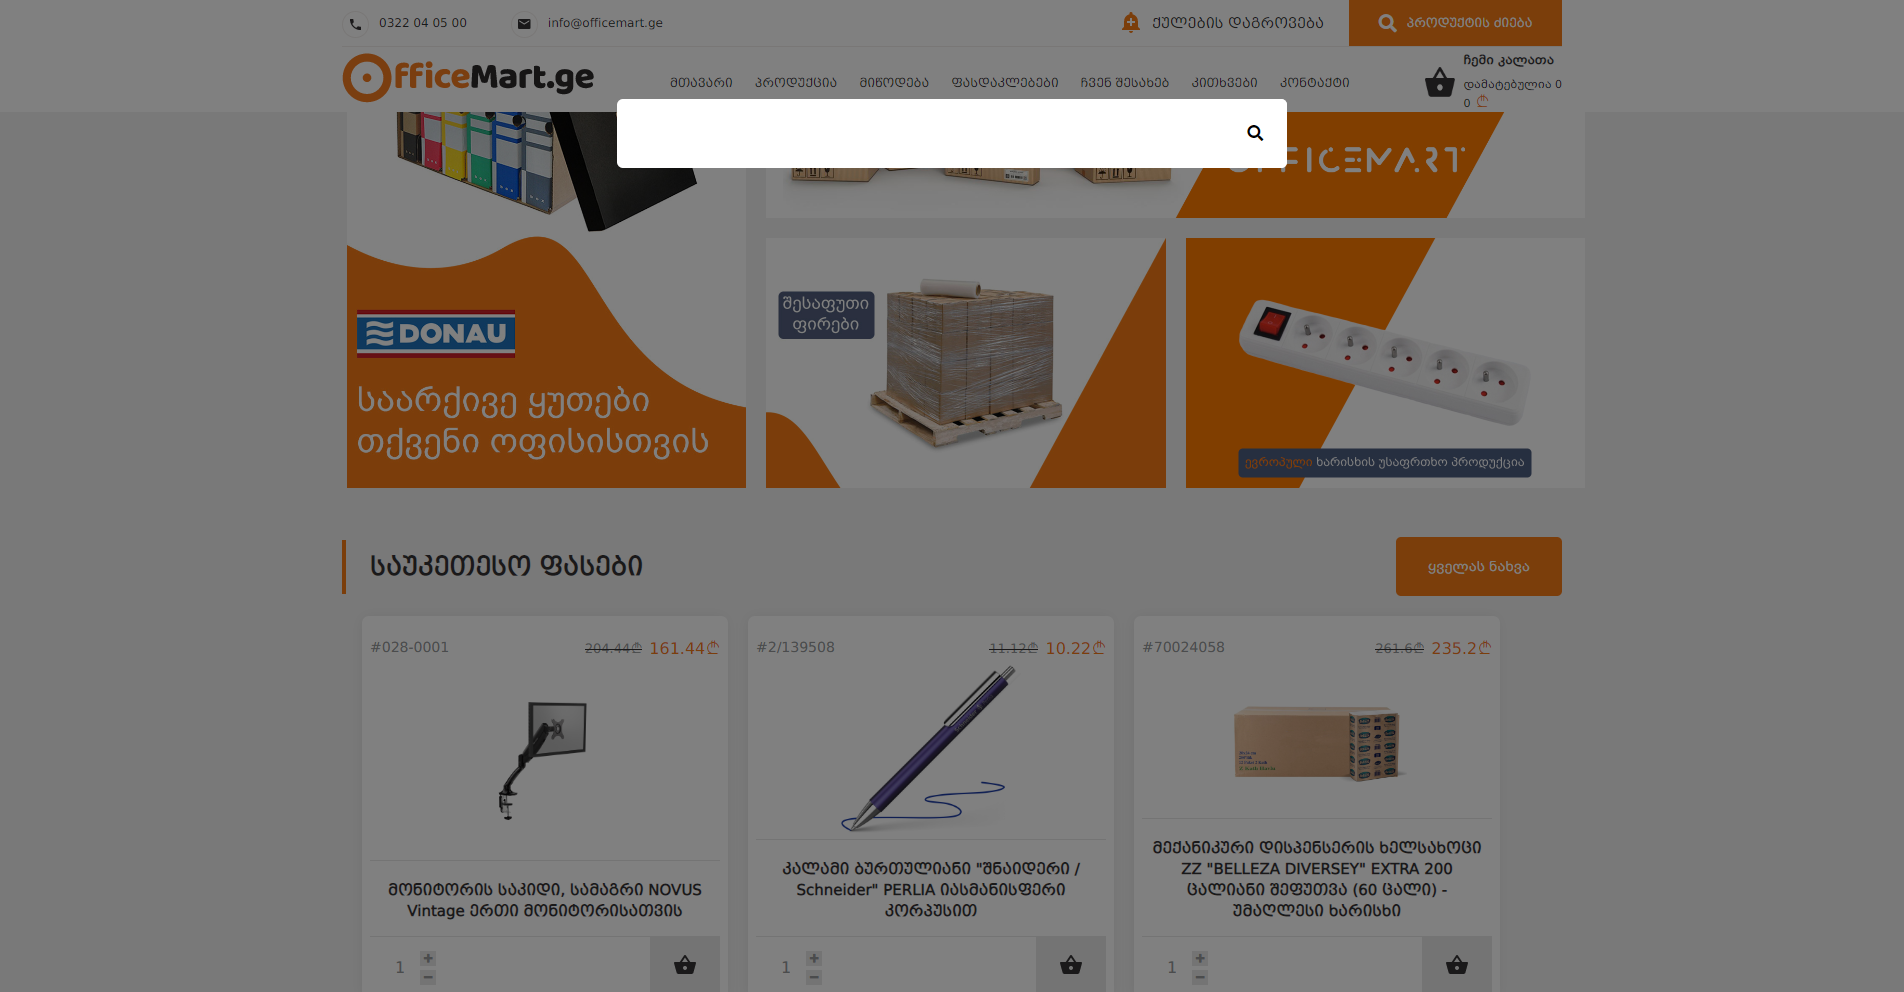 0322 04 05 00
info@officemart.ge
ქულების დაგროვება
პროდუქტის ძიება
OfficeMart.ge
მთავარი
პროდუქცია
მიწოდება
ფასდაკლებები
ჩვენ შესახებ
კითხვები
კონტაქტი
ჩემი კალათა
დამატებულია 0
0 ₾
OFFICEMART
DONAU
საარქივე ყუთები
თქვენი ოფისისთვის
შესაფუთი
ფირები
ევროპული ხარისხის უსაფრთხო პროდუქცია
საუკეთესო ფასები
ყველას ნახვა
#028-0001
204.44₾ 161.44₾
მონიტორის საკიდი, სამაგრი NOVUS
Vintage ერთი მონიტორისათვის
1
+
−
#2/139508
11.12₾ 10.22₾
კალამი ბურთულიანი "შნაიდერი /
Schneider" PERLIA იასმანისფერი
კორპუსით
1
+
−
#70024058
261.6₾ 235.2₾
მექანიკური დისპენსერის ხელსახოცი
ZZ "BELLEZA DIVERSEY" EXTRA 200
ცალიანი შეფუთვა (60 ცალი) -
უმაღლესი ხარისხი
1
+
−